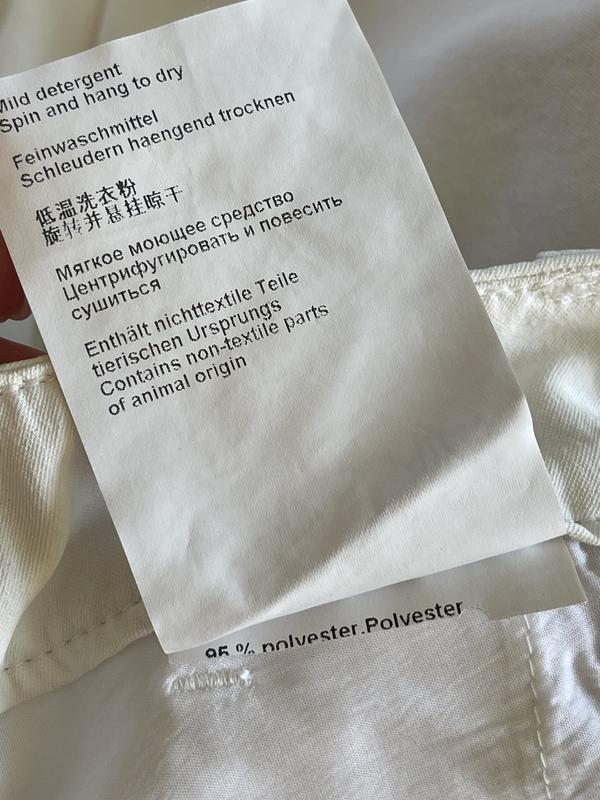 Mild detergent
Spin and hang to dry
Feinwaschmittel
Schleudern haengend trocknen
低温洗衣粉
旋转并悬挂晾干
Мягкое моющее средство
Центрифугировать и повесить
сушиться
Enthält nichttextile Teile
tierischen Ursprungs
Contains non-textile parts
of animal origin
95 % polyester.Polyester